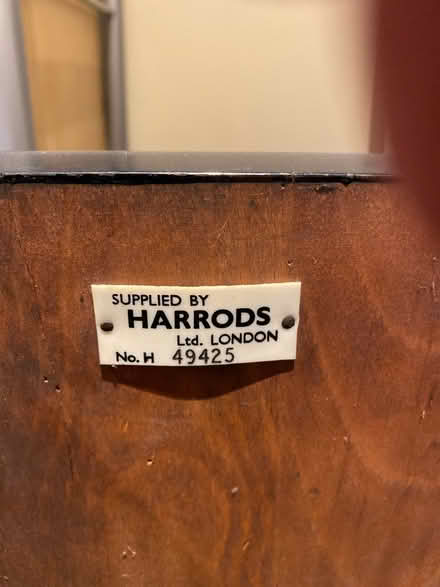 SUPPLIED BY
HARRODS
Ltd. LONDON
No. H 49425